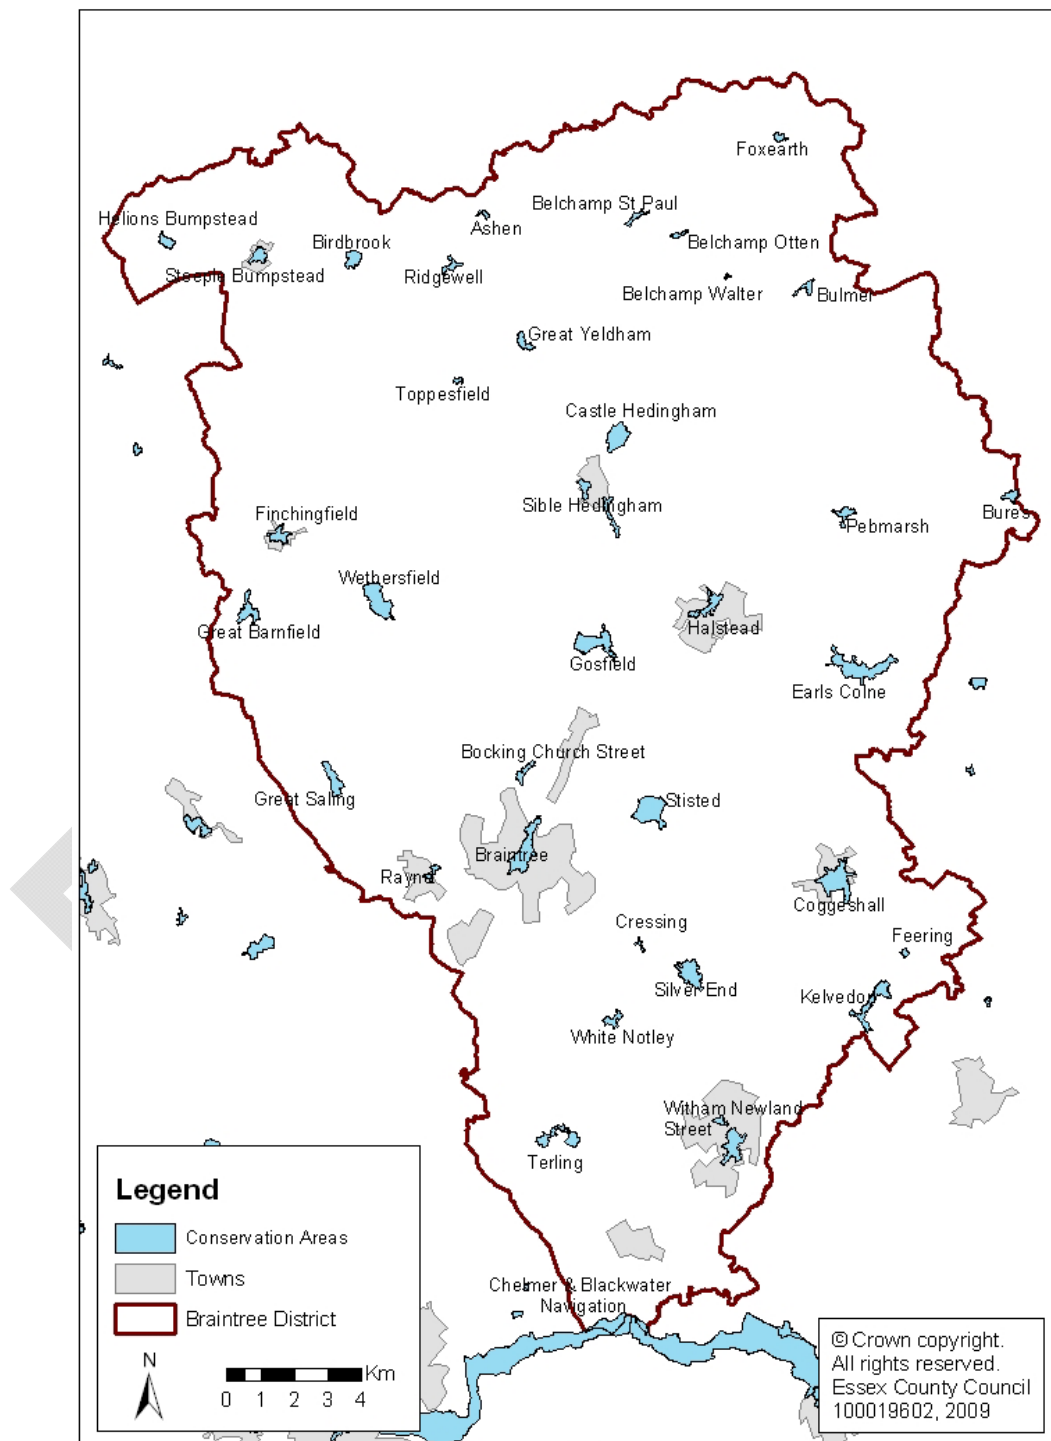 Foxearth
Belchamp St Paul
Helions Bumpstead
Ashen
Birdbrook
Belchamp Otten
Steeple Bumpstead
Ridgewell
Belchamp Walter
Bulmer
Great Yeldham
Toppesfield
Castle Hedingham
Sible Hedingham
Finchingfield
Bures
Pebmarsh
Wethersfield
Great Barnfield
Halstead
Gosfield
Earls Colne
Bocking Church Street
Great Saling
Stisted
Braintree
Rayne
Coggeshall
Cressing
Feering
Silver End
Kelvedon
White Notley
Witham Newland
Street
Terling
Chelmer & Blackwater
Navigation
Legend
Conservation Areas
Towns
Braintree District
N
Km
0 1 2 3 4
© Crown copyright.
All rights reserved.
Essex County Council
100019602, 2009